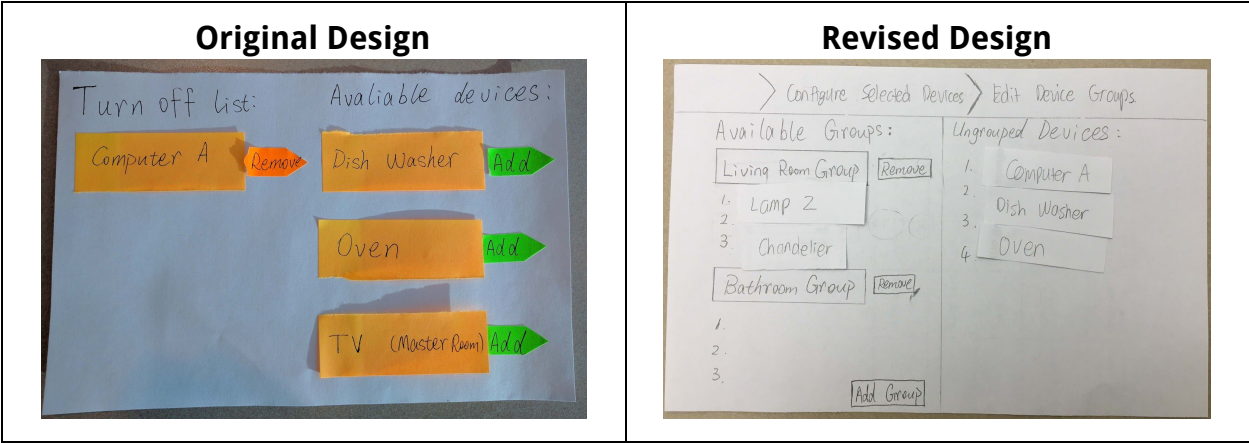 Original Design
Turn off list:
Computer A
Remove
Avaliable devices:
Dish Washer
Add
Oven
Add
TV (Master Room)
Add
Revised Design
Configure Selected Devices
Edit Device Groups
Available Groups:
Living Room Group
Remove
1. Lamp 2
2.
3. Chandelier
Bathroom Group
Remove
1.
2.
3.
Add Group
Ungrouped Devices:
1. Computer A
2. Dish Washer
3.
4. Oven